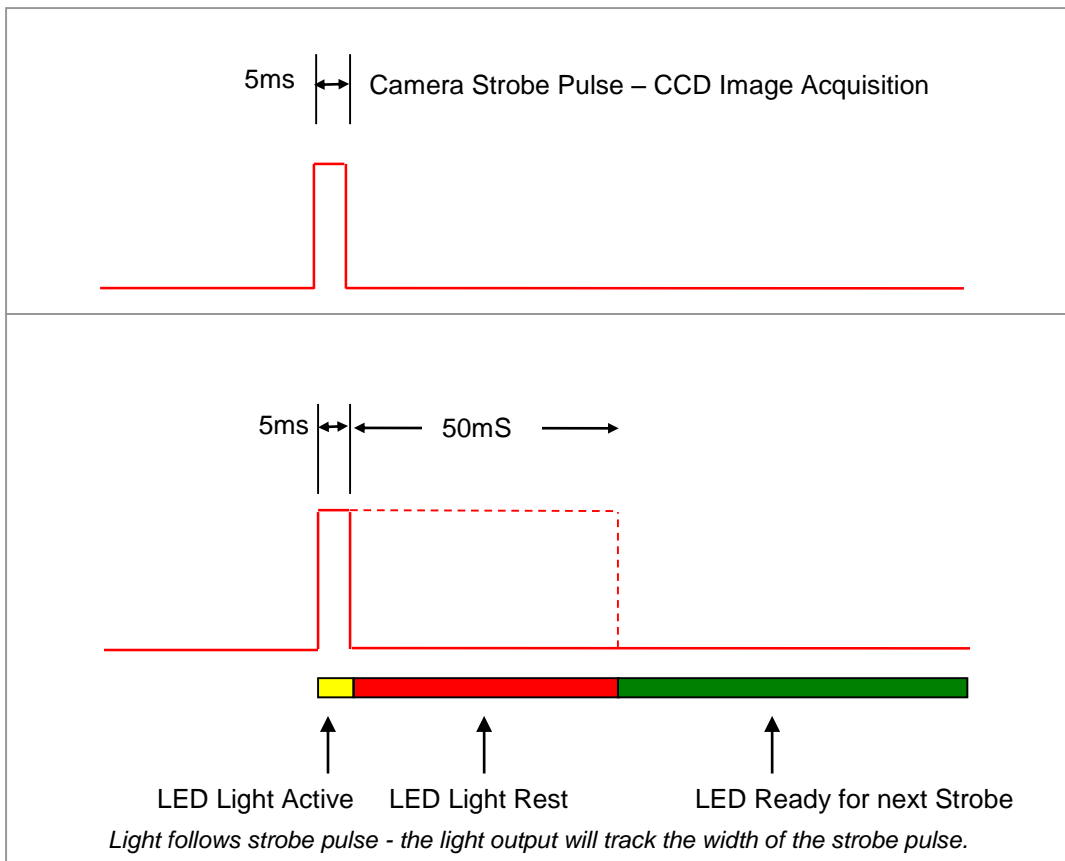 5ms
Camera Strobe Pulse – CCD Image Acquisition
5ms
50mS
LED Light Active
LED Light Rest
LED Ready for next Strobe
Light follows strobe pulse - the light output will track the width of the strobe pulse.